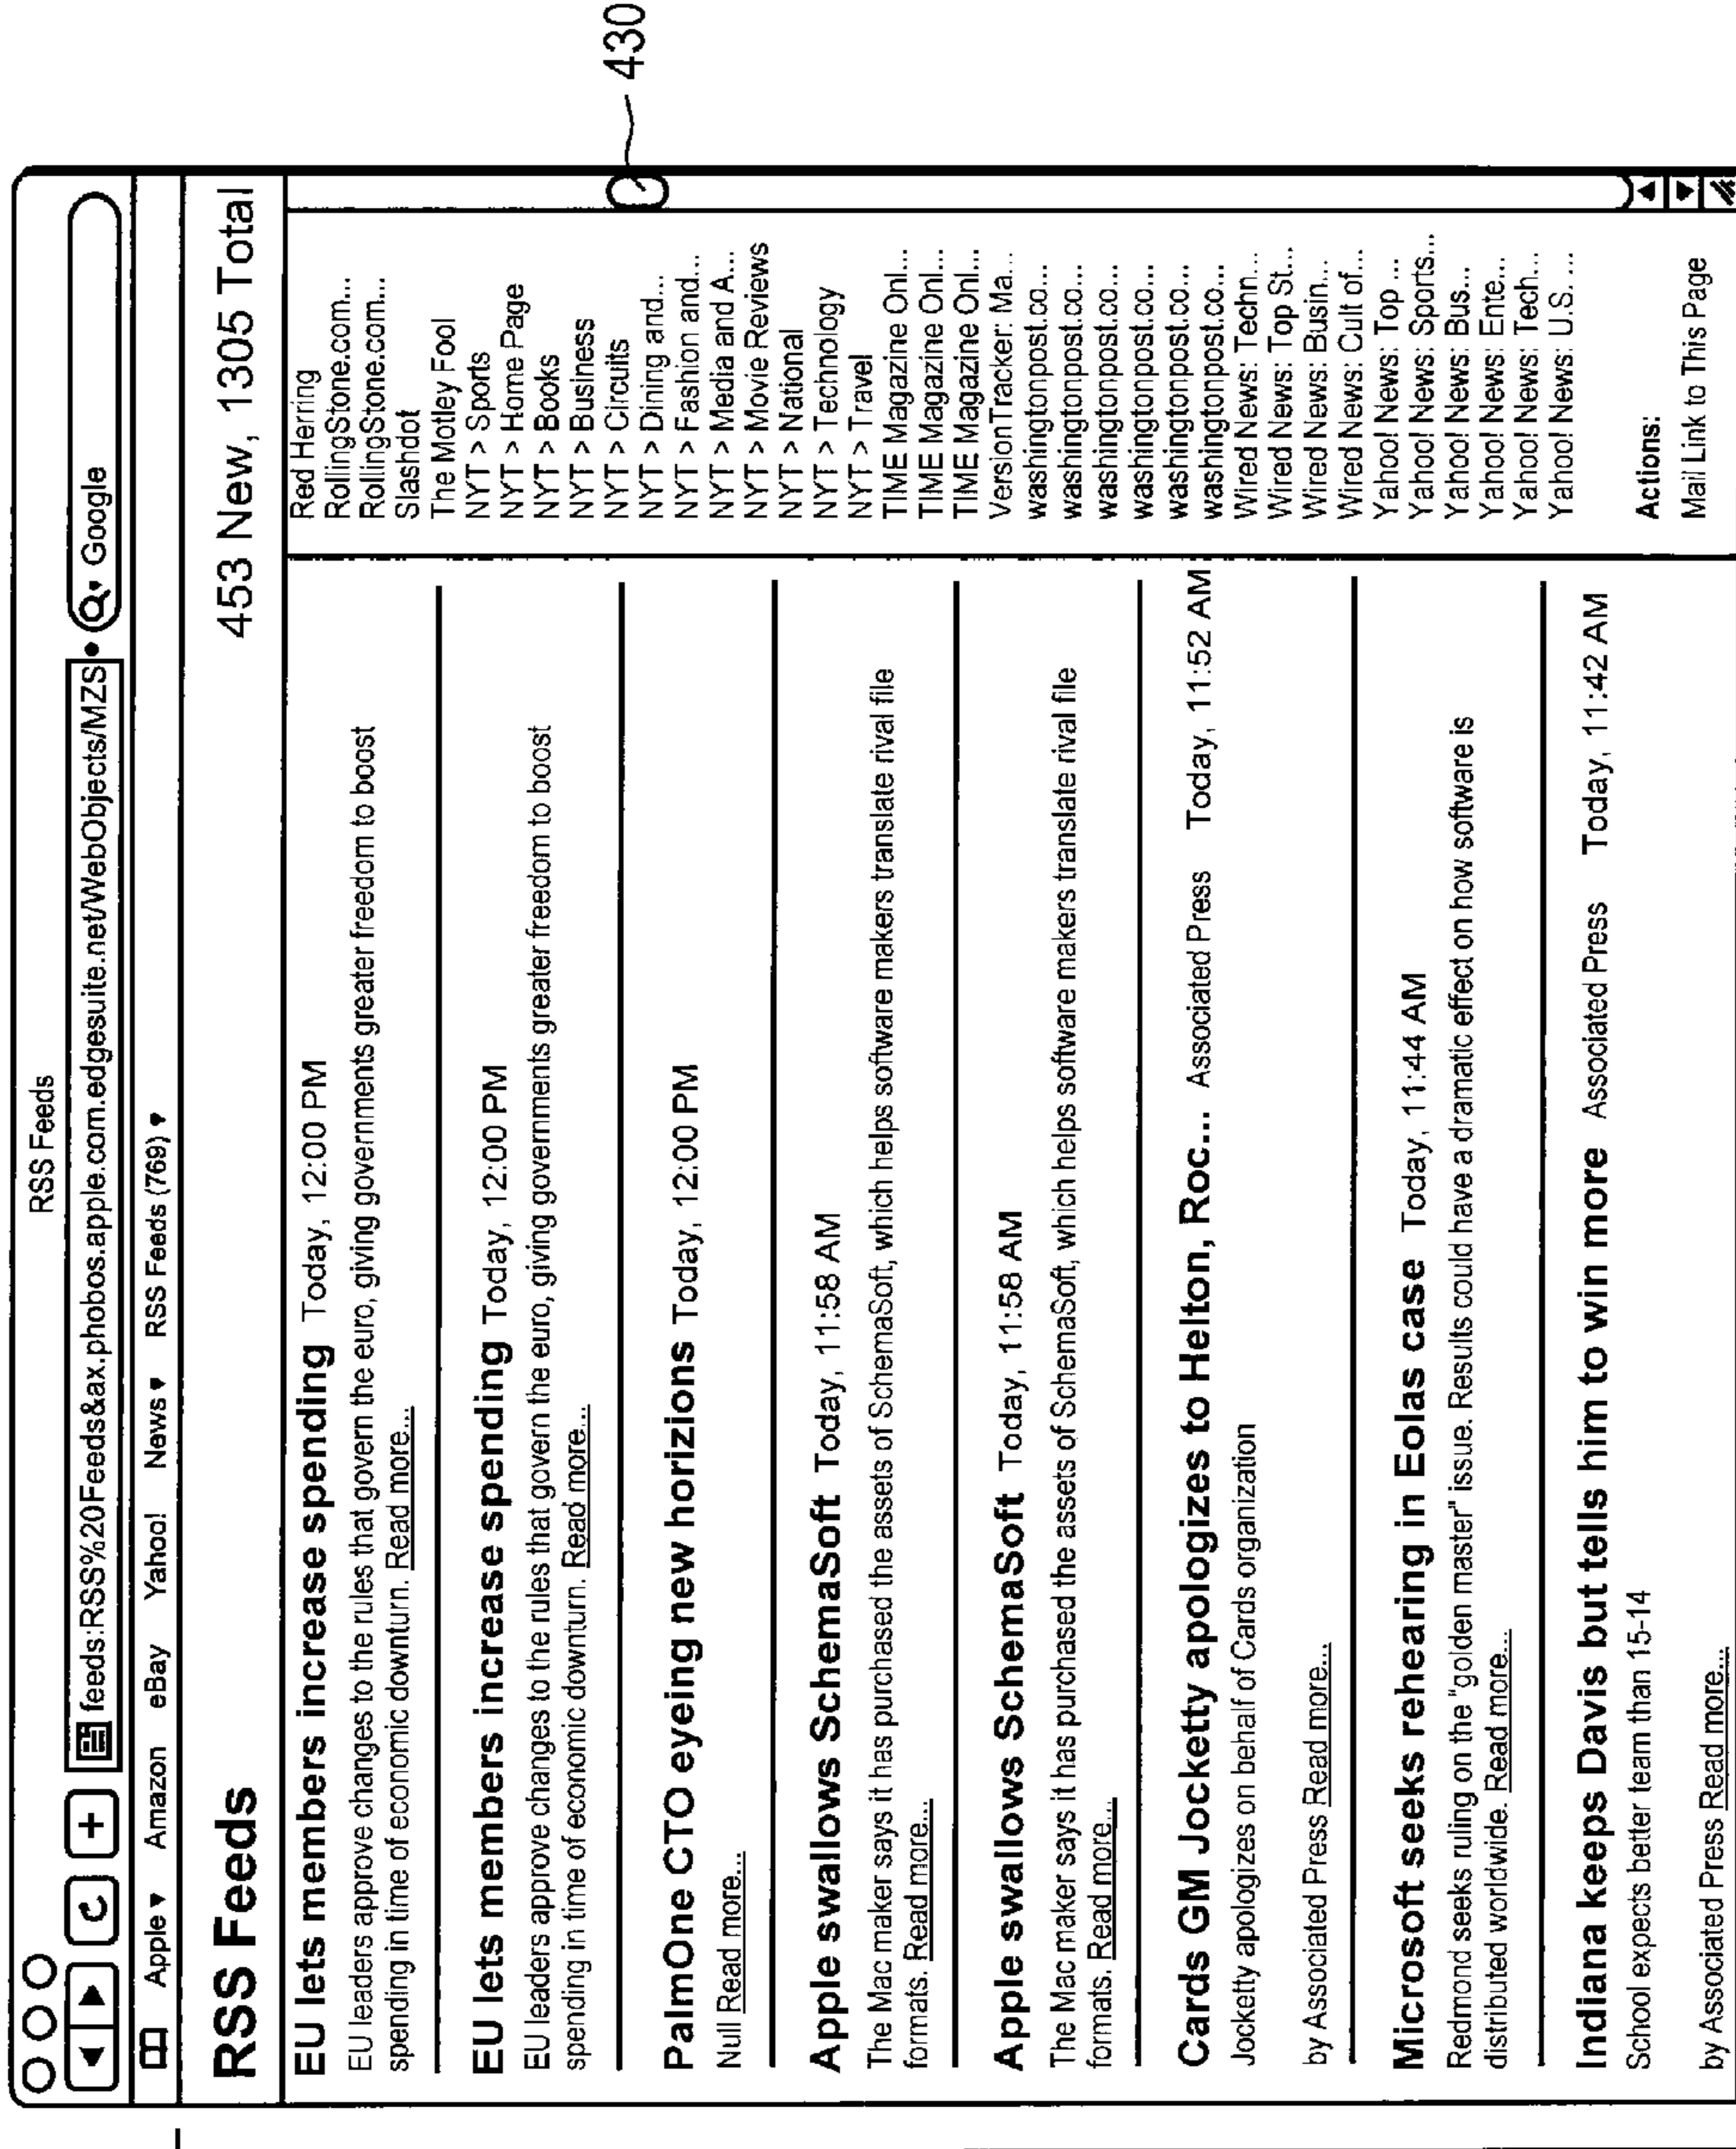 RSS Feeds
feeds:RSS%20Feeds&ax.phobos.apple.com.edgesuite.net/WebObjects/MZS
Google
Apple Amazon eBay Yahoo! News RSS Feeds (769)
RSS Feeds 453 New, 1305 Total
EU lets members increase spending Today, 12:00 PM
EU leaders approve changes to the rules that govern the euro, giving governments greater freedom to boost
spending in time of economic downturn. Read more...
EU lets members increase spending Today, 12:00 PM
EU leaders approve changes to the rules that govern the euro, giving governments greater freedom to boost
spending in time of economic downturn. Read more...
PalmOne CTO eyeing new horizions Today, 12:00 PM
Null Read more...
Apple swallows SchemaSoft Today, 11:58 AM
The Mac maker says it has purchased the assets of SchemaSoft, which helps software makers translate rival file
formats. Read more...
Apple swallows SchemaSoft Today, 11:58 AM
The Mac maker says it has purchased the assets of SchemaSoft, which helps software makers translate rival file
formats. Read more...
Cards GM Jocketty apologizes to Helton, Roc... Associated Press Today, 11:52 AM
Jocketty apologizes on behalf of Cards organization
by Associated Press Read more...
Microsoft seeks rehearing in Eolas case Today, 11:44 AM
Redmond seeks ruling on the "golden master" issue. Results could have a dramatic effect on how software is
distributed worldwide. Read more...
Indiana keeps Davis but tells him to win more Associated Press Today, 11:42 AM
School expects better team than 15-14
by Associated Press Read more...
Red Herring
RollingStone.com...
RollingStone.com...
Slashdot
The Motley Fool
NYT > Sports
NYT > Home Page
NYT > Books
NYT > Business
NYT > Circuits
NYT > Dining and...
NYT > Fashion and...
NYT > Media and A...
NYT > Movie Reviews
NYT > National
NYT > Technology
NYT > Travel
TIME Magazine Onl...
TIME Magazine Onl...
TIME Magazine Onl...
VersionTracker: Ma...
washingtonpost.co...
washingtonpost.co...
washingtonpost.co...
washingtonpost.co...
washingtonpost.co...
washingtonpost.co...
Wired News: Techn...
Wired News: Top St...
Wired News: Busin...
Wired News: Cult of...
Yahoo! News: Top ...
Yahoo! News: Sports...
Yahoo! News: Bus...
Yahoo! News: Ente...
Yahoo! News: Tech...
Yahoo! News: U.S. ...
Actions:
Mail Link to This Page
430